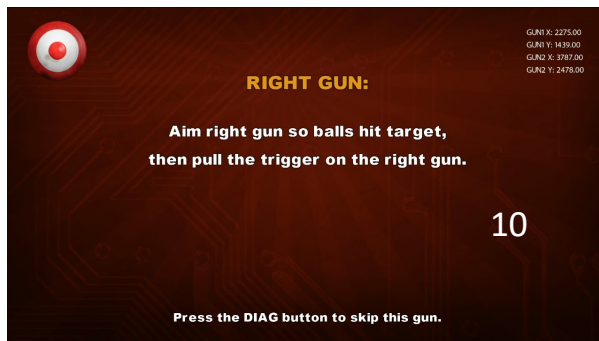 GUN1 X: 2275.00
GUN1 Y: 1439.00
GUN2 X: 3787.00
GUN2 Y: 2478.00
RIGHT GUN:
Aim right gun so balls hit target,
then pull the trigger on the right gun.
10
Press the DIAG button to skip this gun.